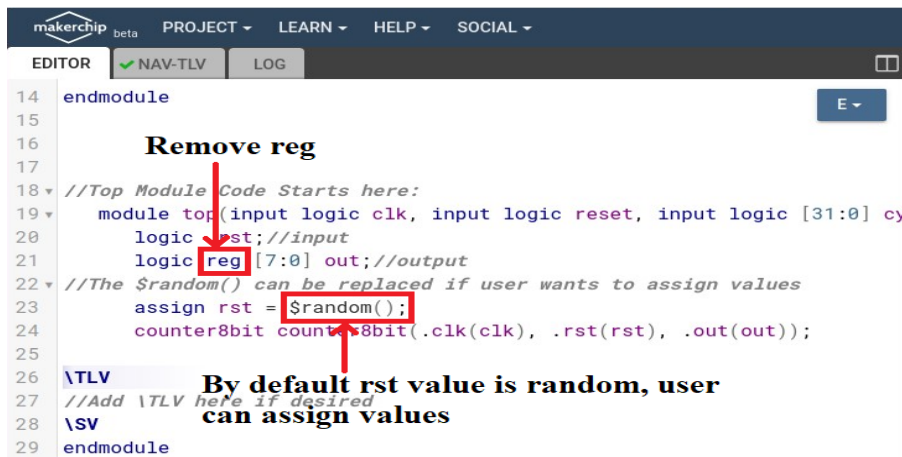 makerchip beta PROJECT LEARN HELP SOCIAL
EDITOR NAV-TLV LOG
E
14 endmodule
15
16
Remove reg
17
18 //Top Module Code Starts here:
19 module top(input logic clk, input logic reset, input logic [31:0] cy
20 logic rst;//input
21 logic reg [7:0] out;//output
22 //The $random() can be replaced if user wants to assign values
23 assign rst = $random();
24 counter8bit counter8bit(.clk(clk), .rst(rst), .out(out));
25
26 \TLV
By default rst value is random, user
27 //Add \TLV here if desired
can assign values
28 \SV
29 endmodule